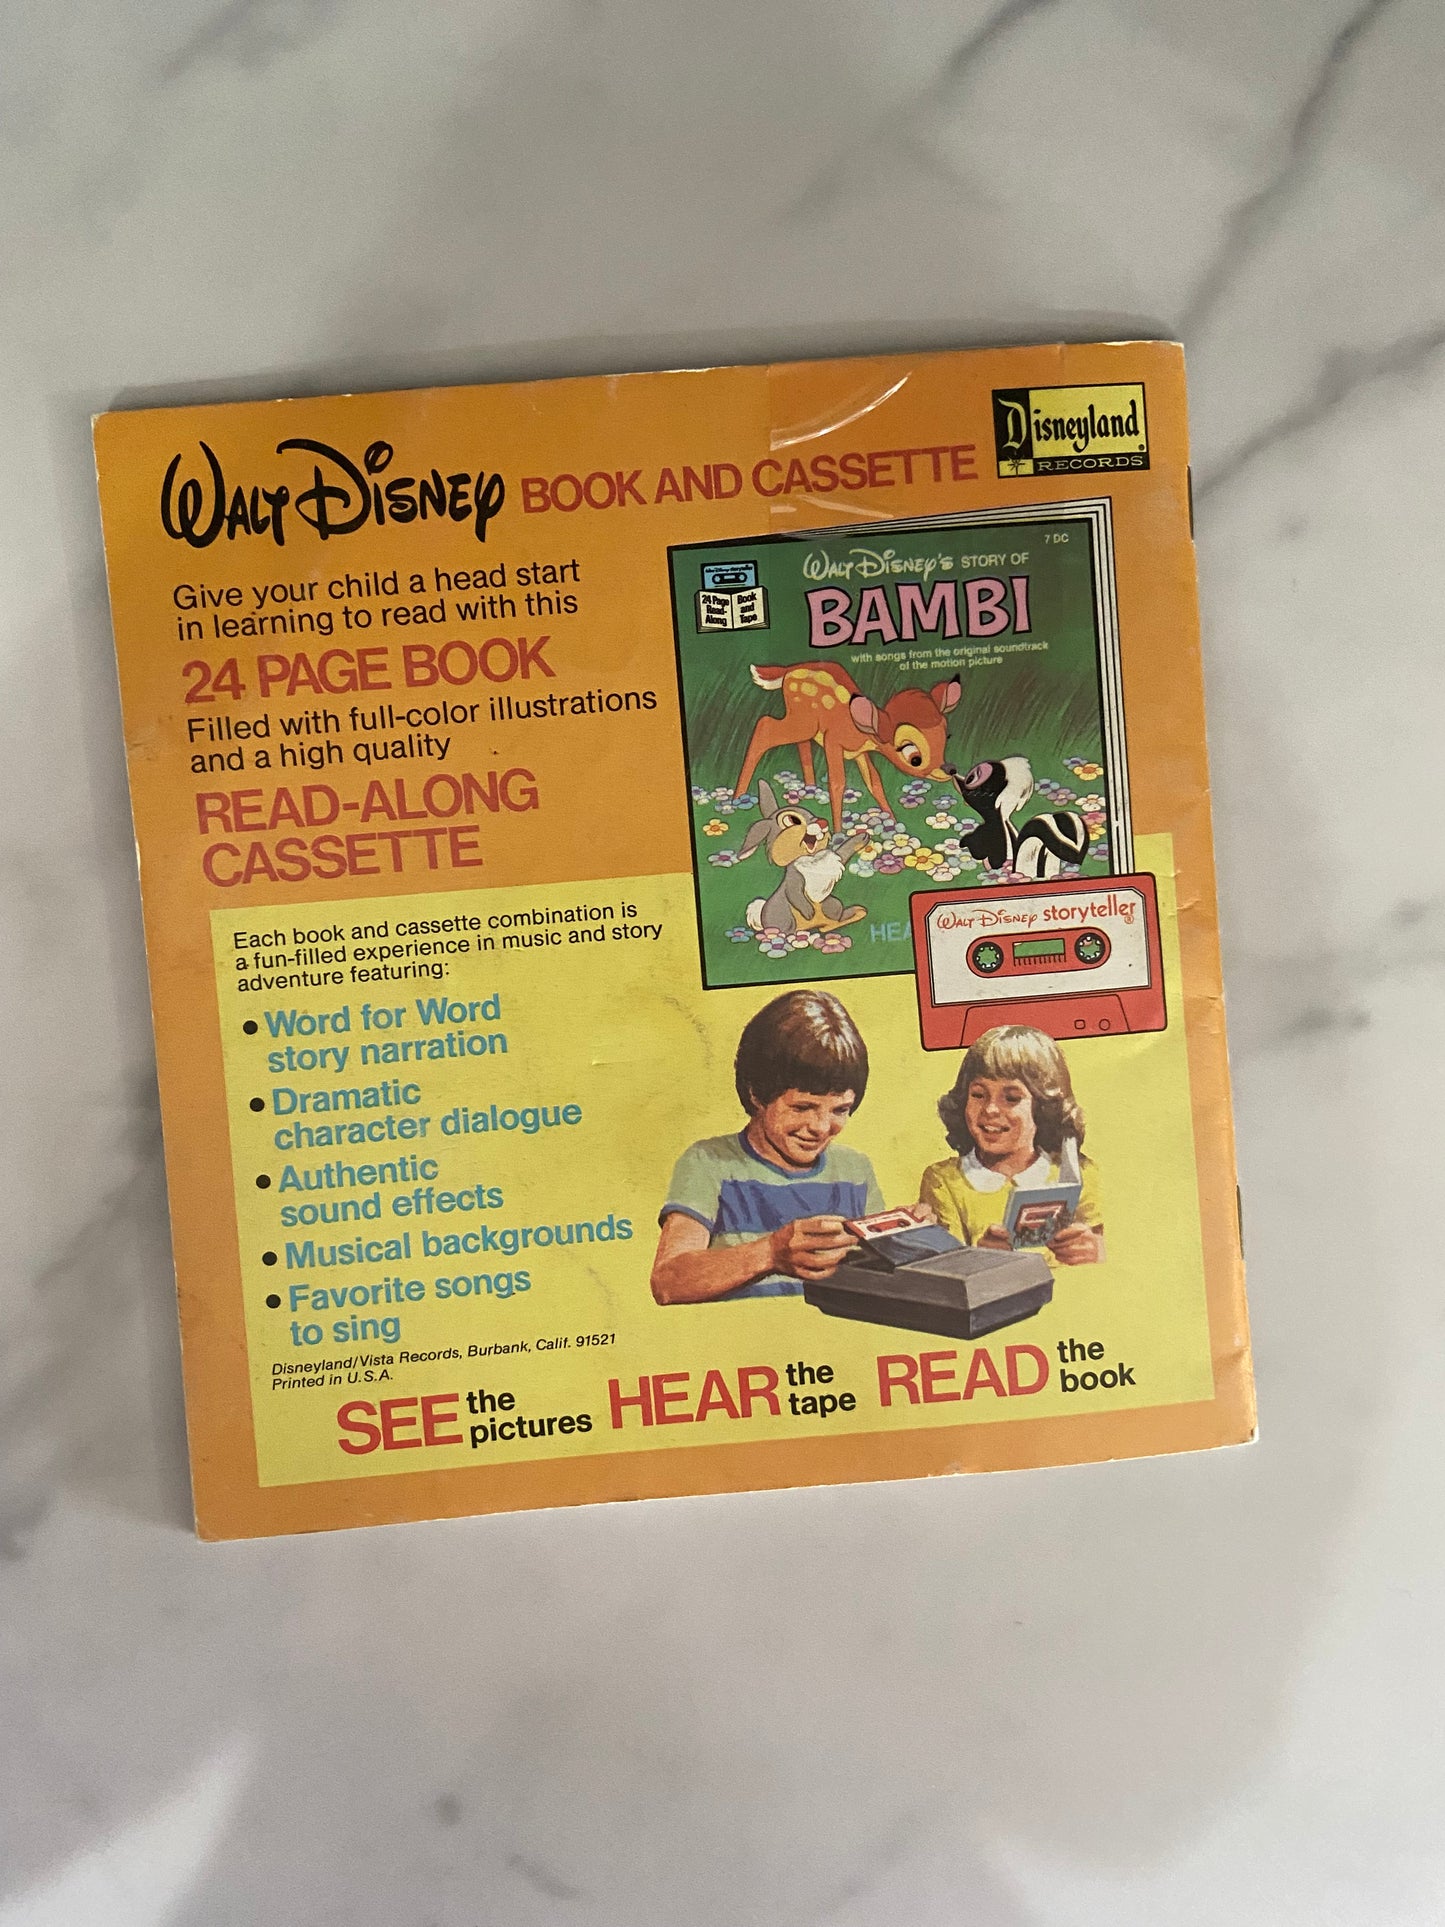 WALT DISNEY BOOK AND CASSETTE
Disneyland
RECORDS
Give your child a head start
in learning to read with this
24 PAGE BOOK
Filled with full-color illustrations
and a high quality
READ-ALONG
CASSETTE
7 DC
WALT DISNEY'S STORY OF
BAMBI
with songs from the original soundtrack
of the motion picture
24 Page
Read-
Along
Book
and
Tape
HEA
WALT DISNEY storyteller®
Each book and cassette combination is
a fun-filled experience in music and story
adventure featuring:
• Word for Word
story narration
• Dramatic
character dialogue
• Authentic
sound effects
• Musical backgrounds
• Favorite songs
to sing
Disneyland/Vista Records, Burbank, Calif. 91521
Printed in U.S.A.
SEE the pictures HEAR the tape READ the book